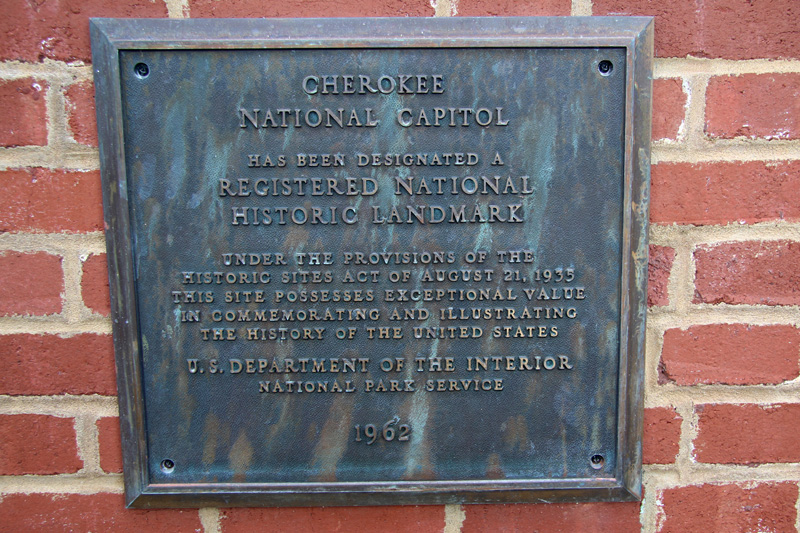 CHEROKEE
NATIONAL CAPITOL
HAS BEEN DESIGNATED A
REGISTERED NATIONAL
HISTORIC LANDMARK
UNDER THE PROVISIONS OF THE
HISTORIC SITES ACT OF AUGUST 21, 1935
THIS SITE POSSESSES EXCEPTIONAL VALUE
IN COMMEMORATING AND ILLUSTRATING
THE HISTORY OF THE UNITED STATES
U.S. DEPARTMENT OF THE INTERIOR
NATIONAL PARK SERVICE
1962